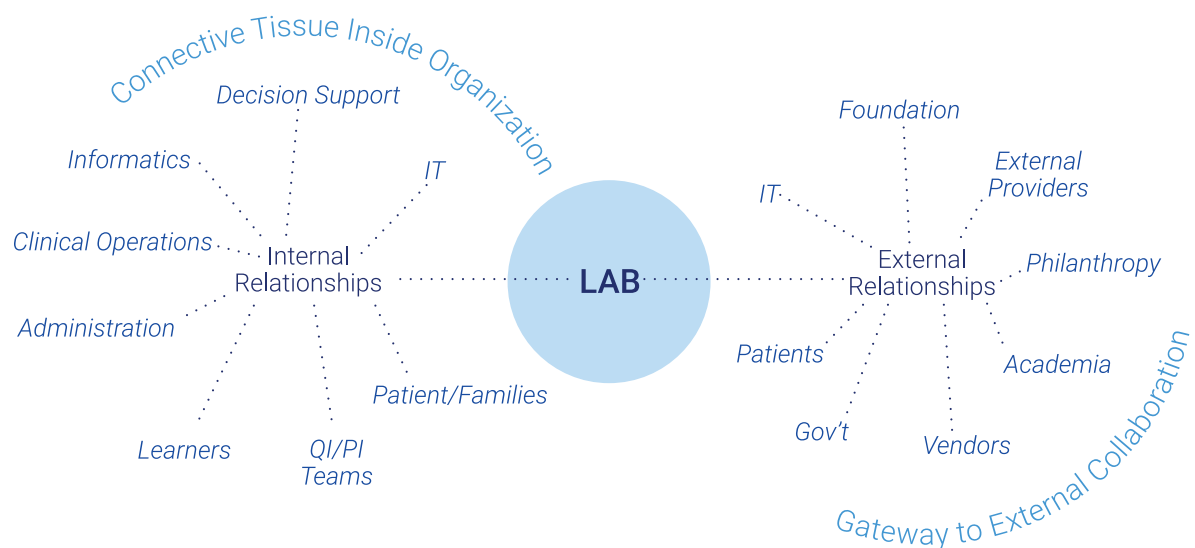 Connective Tissue Inside Organization
Decision Support
Informatics
IT
Clinical Operations
Internal
Relationships
Administration
Patient/Families
Learners
QI/PI
Teams
LAB
Foundation
External
Providers
IT
External
Relationships
Philanthropy
Patients
Academia
Gov't
Vendors
Gateway to External Collaboration